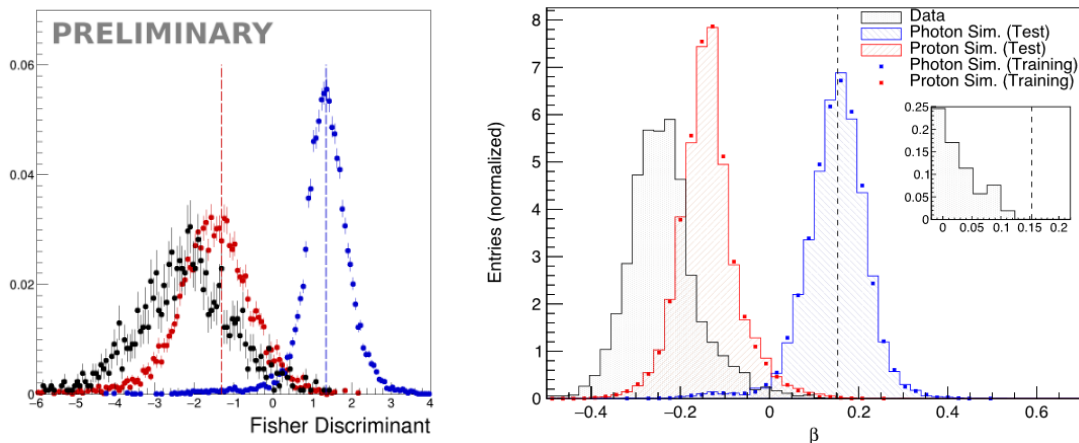 PRELIMINARY
0.06
0.04
0.02
0
−6 −5 −4 −3 −2 −1 0 1 2 3 4
Fisher Discriminant
Entries (normalized)
8
7
6
5
4
3
2
1
0
−0.4 −0.2 0 0.2 0.4 0.6
β
Data
Photon Sim. (Test)
Proton Sim. (Test)
Photon Sim. (Training)
Proton Sim. (Training)
0.25
0.2
0.15
0.1
0.05
0
0 0.05 0.1 0.15 0.2